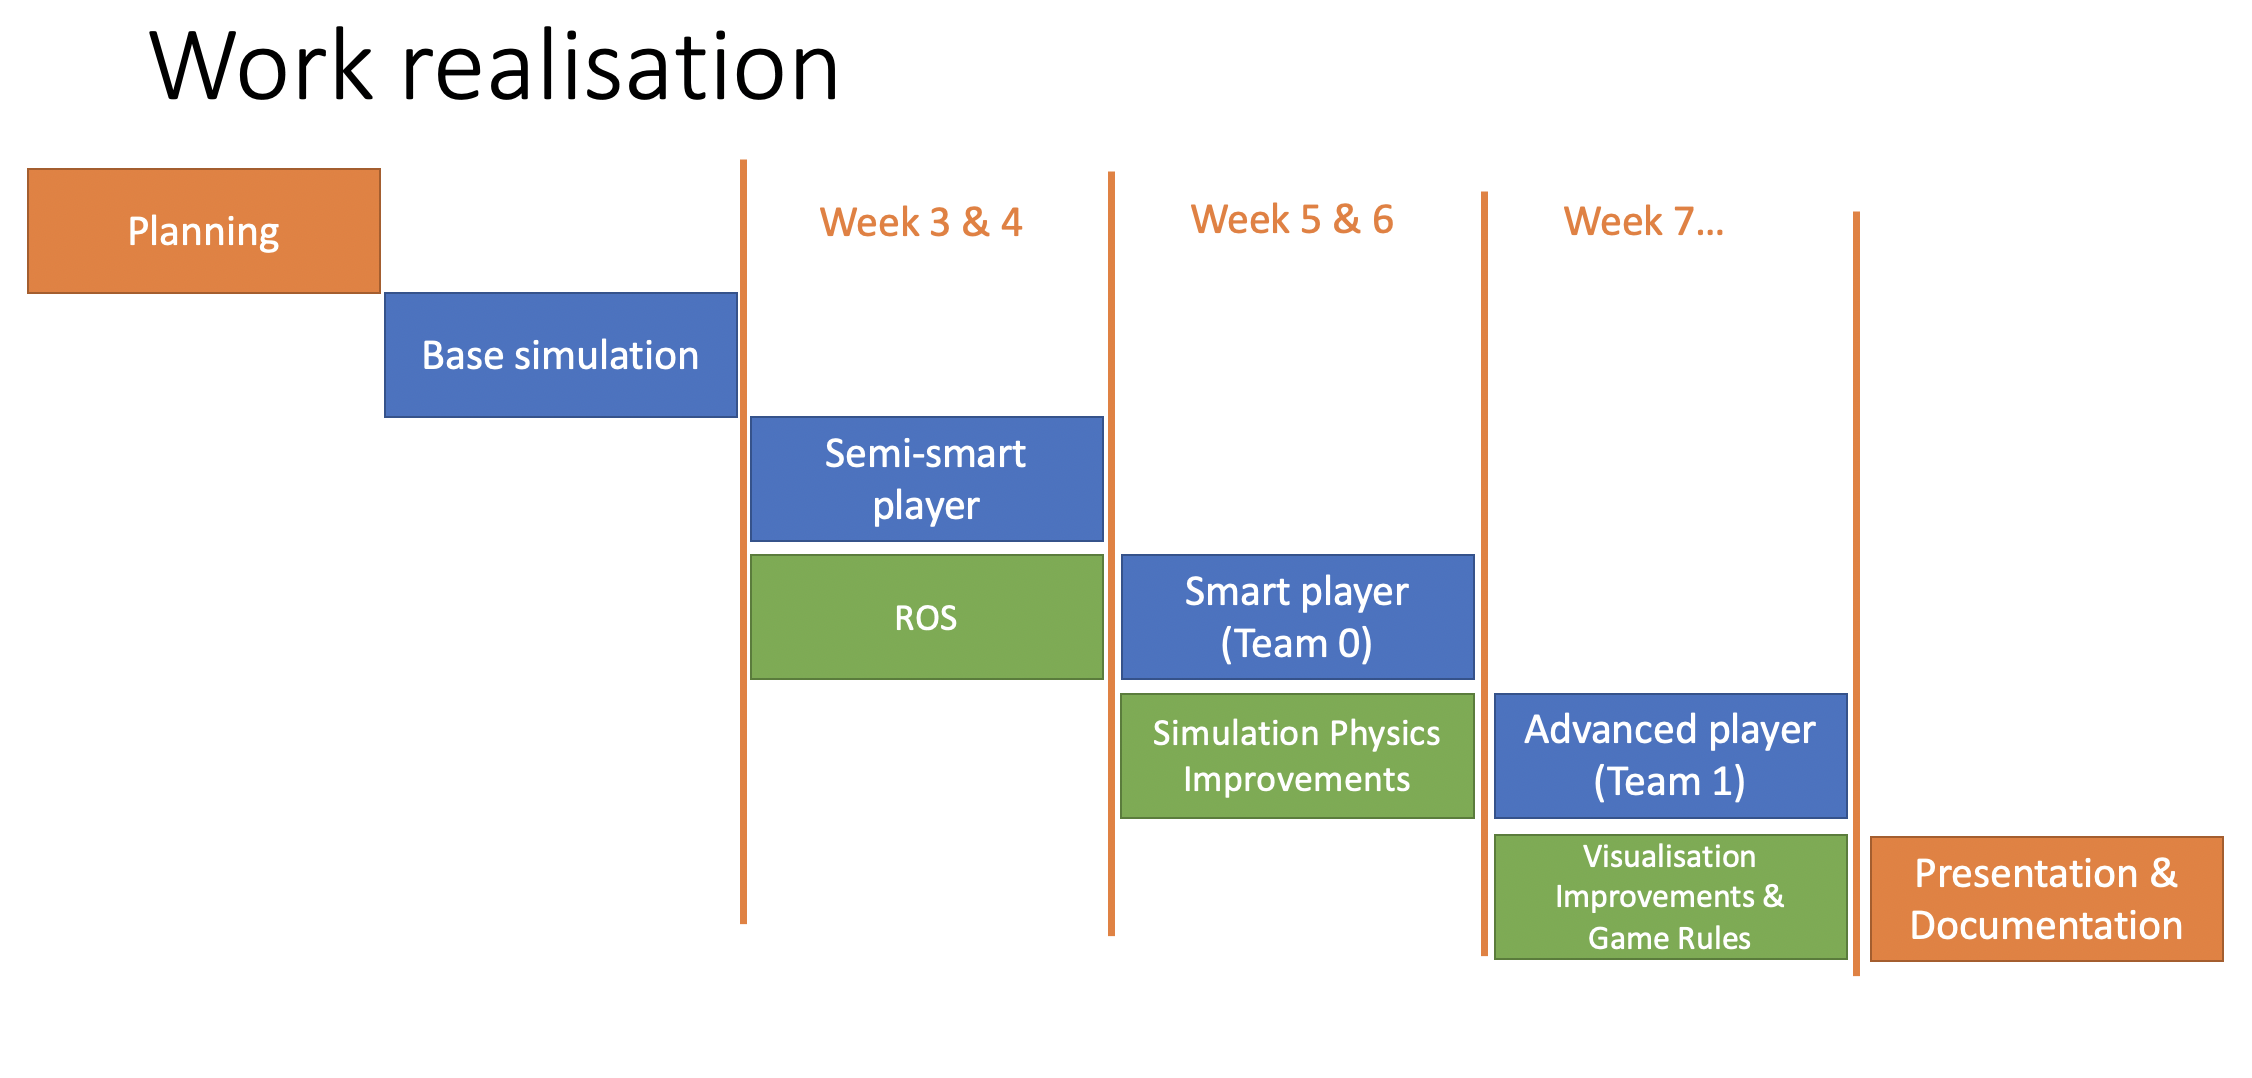 Work realisation
Planning
Week 3 & 4
Week 5 & 6
Week 7...
Base simulation
Semi-smart
player
ROS
Smart player
(Team 0)
Simulation Physics
Improvements
Advanced player
(Team 1)
Visualisation
Improvements &
Game Rules
Presentation &
Documentation